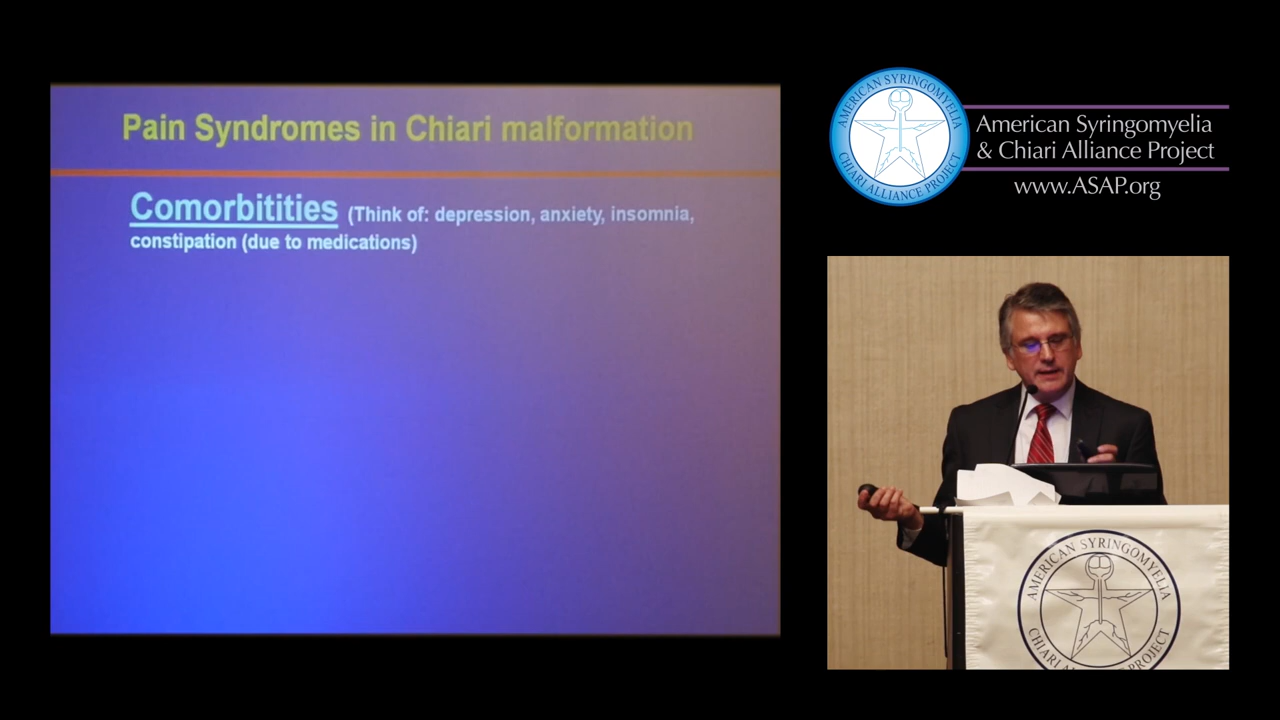 Pain Syndromes in Chiari malformation
Comorbitities (Think of: depression, anxiety, insomnia,
constipation (due to medications)
AMERICAN SYRINGOMYELIA
CHIARI ALLIANCE PROJECT
American Syringomyelia
& Chiari Alliance Project
www.ASAP.org
AMERICAN SYRINGOMYELIA
CHIARI ALLIANCE PROJECT